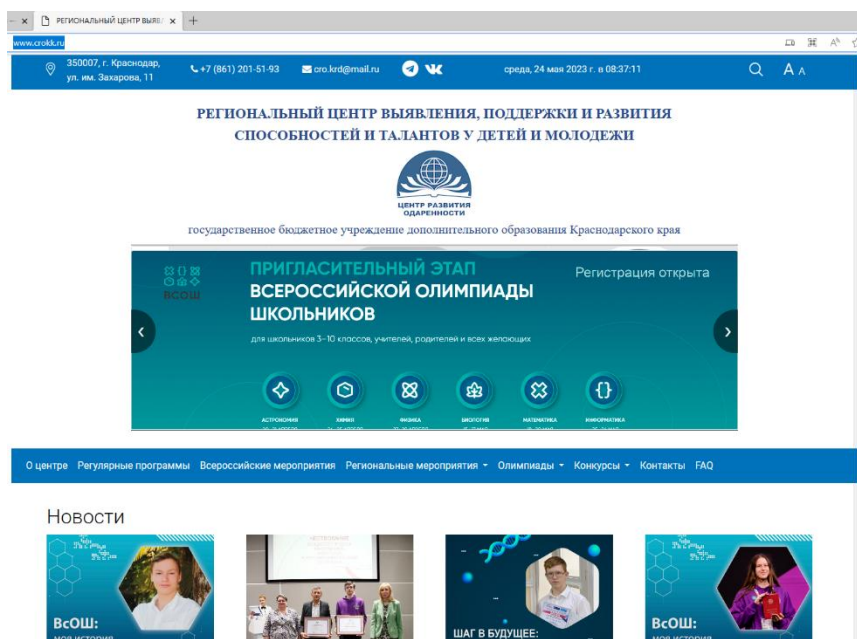 РЕГИОНАЛЬНЫЙ ЦЕНТР ВЫЯВЛ
www.crokk.ru
350007, г. Краснодар,
ул. им. Захарова, 11
+7 (861) 201-51-93
cro.krd@mail.ru
среда, 24 мая 2023 г. в 08:37:11
A A
РЕГИОНАЛЬНЫЙ ЦЕНТР ВЫЯВЛЕНИЯ, ПОДДЕРЖКИ И РАЗВИТИЯ
СПОСОБНОСТЕЙ И ТАЛАНТОВ У ДЕТЕЙ И МОЛОДЕЖИ
ЦЕНТР РАЗВИТИЯ
ОДАРЕННОСТИ
государственное бюджетное учреждение дополнительного образования Краснодарского края
ВСОШ
ПРИГЛАСИТЕЛЬНЫЙ ЭТАП
ВСЕРОССИЙСКОЙ ОЛИМПИАДЫ
ШКОЛЬНИКОВ
Регистрация открыта
для школьников 3–10 классов, учителей, родителей и всех желающих
АСТРОНОМИЯ
ХИМИЯ
ФИЗИКА
БИОЛОГИЯ
МАТЕМАТИКА
ИНФОРМАТИКА
О центре Регулярные программы Всероссийские мероприятия Региональные мероприятия Олимпиады Конкурсы Контакты FAQ
Новости
ВсОШ:
моя история
ШАГ В БУДУЩЕЕ:
ВсОШ:
моя история